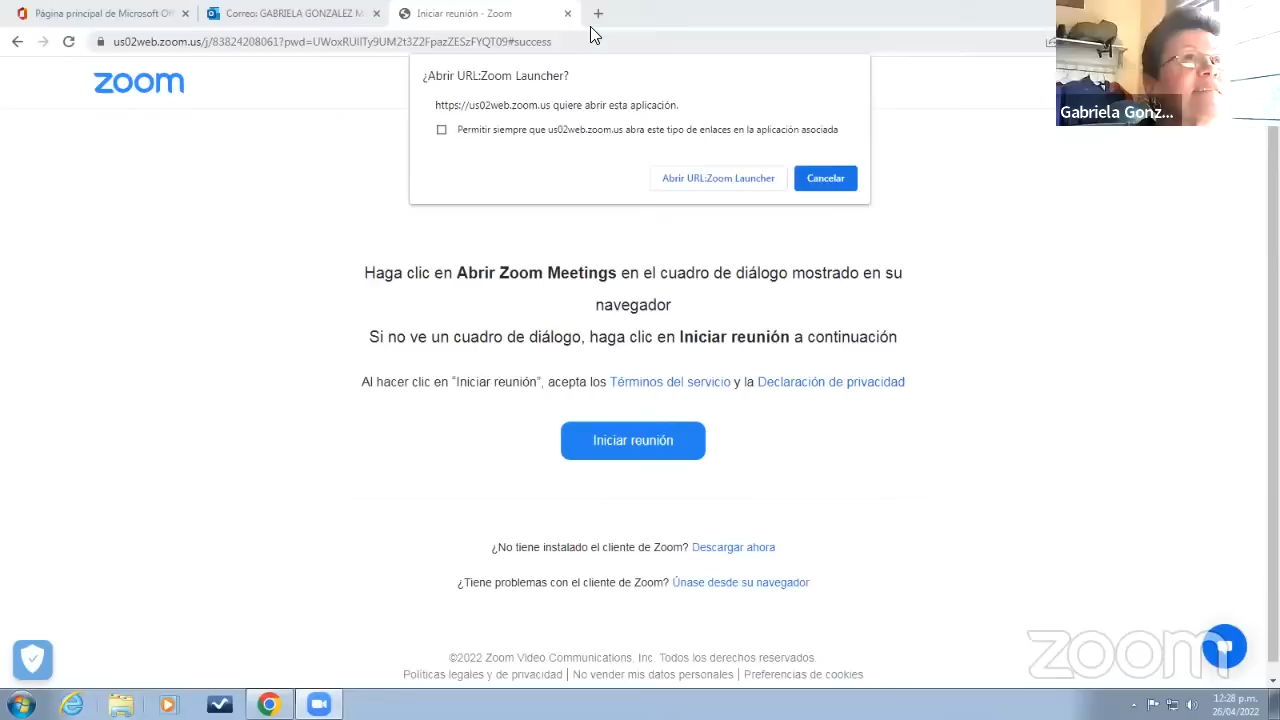 Página principal de Microsoft Of
Correo: GABRIELA GONZALEZ M
Iniciar reunión - Zoom
zoom
¿Abrir URL:Zoom Launcher?
https://us02web.zoom.us quiere abrir esta aplicación.
Permitir siempre que us02web.zoom.us abra este tipo de enlaces en la aplicación asociada
Abrir URL:Zoom Launcher
Cancelar
Gabriela Gonz...
Haga clic en Abrir Zoom Meetings en el cuadro de diálogo mostrado en su
navegador
Si no ve un cuadro de diálogo, haga clic en Iniciar reunión a continuación
Al hacer clic en “Iniciar reunión”, acepta los Términos del servicio y la Declaración de privacidad
Iniciar reunión
¿No tiene instalado el cliente de Zoom? Descargar ahora
¿Tiene problemas con el cliente de Zoom? Únase desde su navegador
©2022 Zoom Video Communications, Inc. Todos los derechos reservados.
Políticas legales y de privacidad | No vender mis datos personales | Preferencias de cookies
zoom
12:28 p.m.
26/04/2022